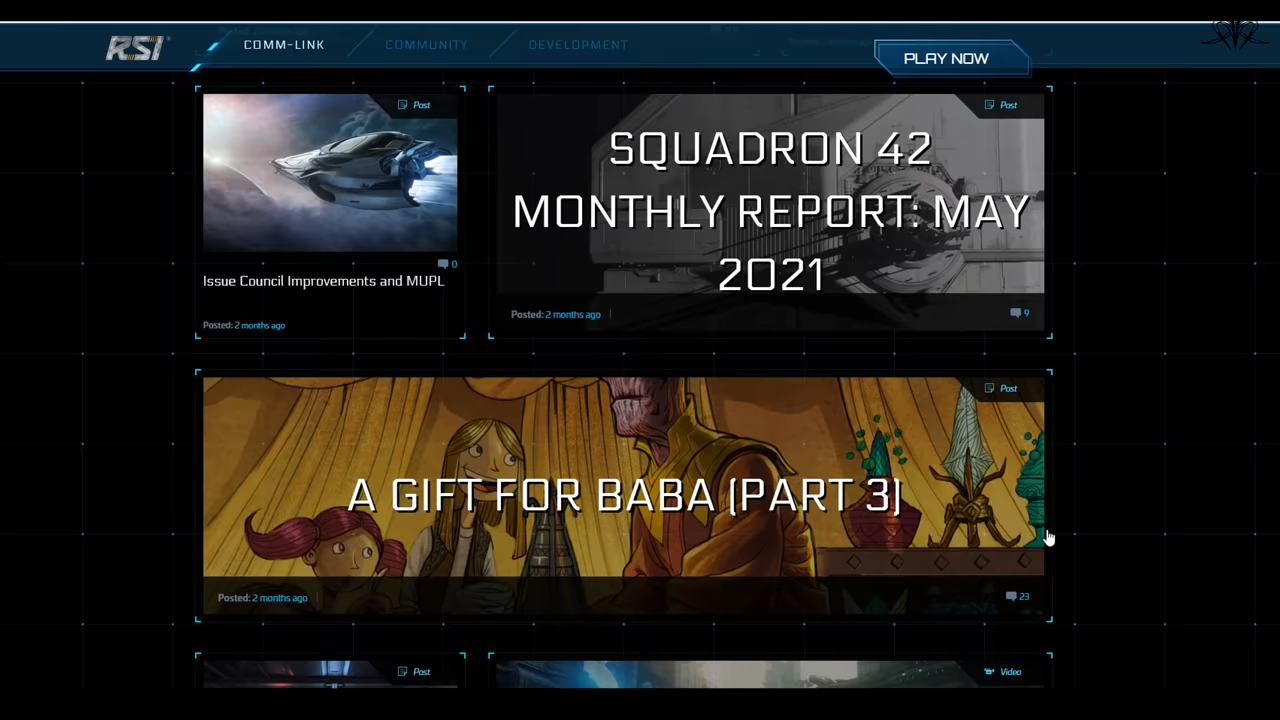 RSI
COMM-LINK
COMMUNITY
DEVELOPMENT
PLAY NOW
Post
0
Issue Council Improvements and MUPL
Posted: 2 months ago
Post
SQUADRON 42
MONTHLY REPORT: MAY
2021
Posted: 2 months ago
9
Post
A GIFT FOR BABA (PART 3)
Posted: 2 months ago
23
Post
Video